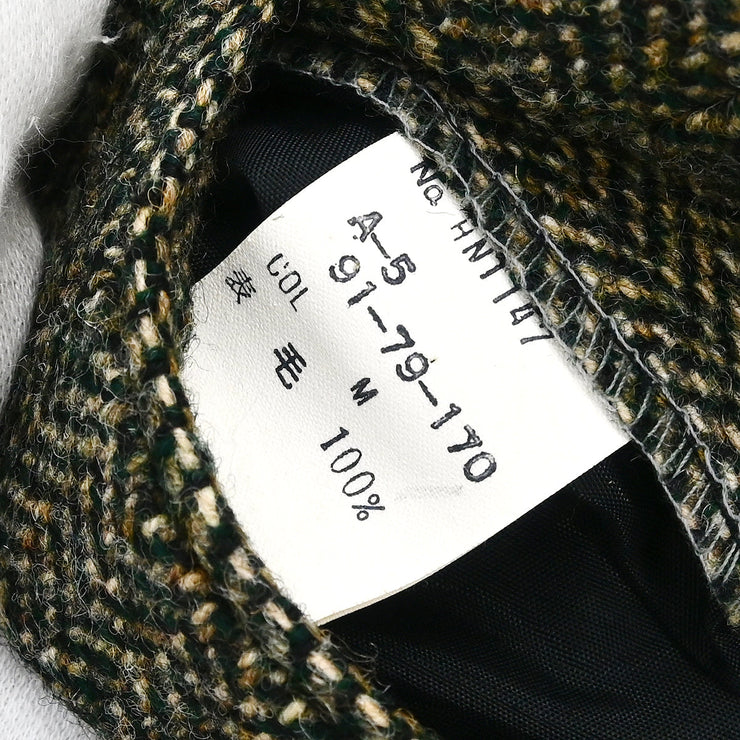 No HN1147
A-5
91-79-170
COL M
表 毛 100%